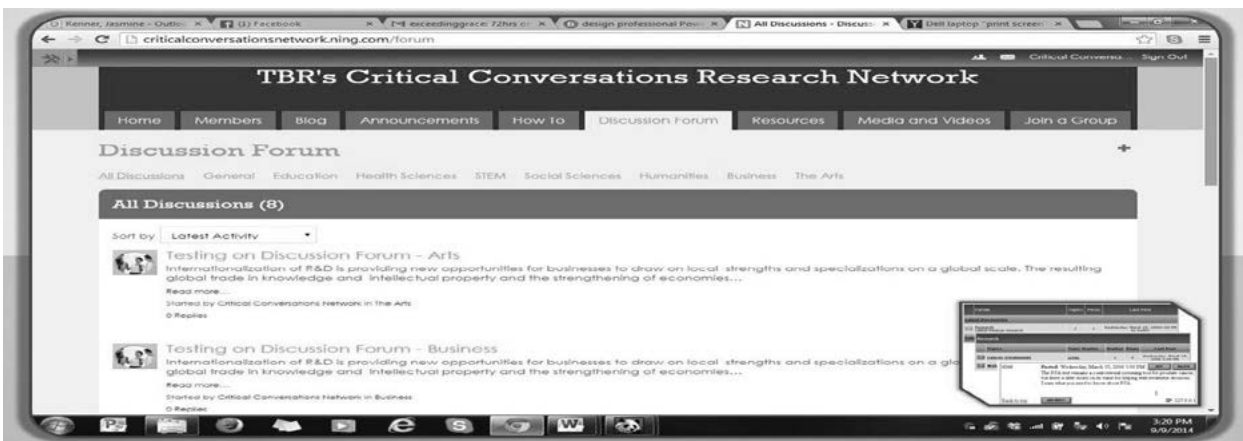 Renner, Jasmine - Outlo
(1) Facebook
exceedinggrace: 72hrs or
design professional Pow
All Discussions - Discuss
Dell laptop "print screen
criticalconversationsnetwork.ning.com/forum
Critical Conversa... Sign Out
TBR's Critical Conversations Research Network
Home Members Blog Announcements How To Discussion Forum Resources Media and Videos Join a Group
Discussion Forum
All Discussions General Education Health Sciences STEM Social Sciences Humanities Business The Arts
All Discussions (8)
Sort by Latest Activity
Testing on Discussion Forum - Arts
Internationalization of R&D is providing new opportunities for businesses to draw on local strengths and specializations on a global scale. The resulting
global trade in knowledge and intellectual property and the strengthening of economies...
Read more...
Started by Critical Conversations Network in The Arts
0 Replies
Testing on Discussion Forum - Business
Internationalization of R&D is providing new opportunities for businesses to draw on local strengths and specializations on a glo
global trade in knowledge and intellectual property and the strengthening of economies...
Read more...
Started by Critical Conversations Network in Business
0 Replies
Research
3:20 PM
9/9/2014